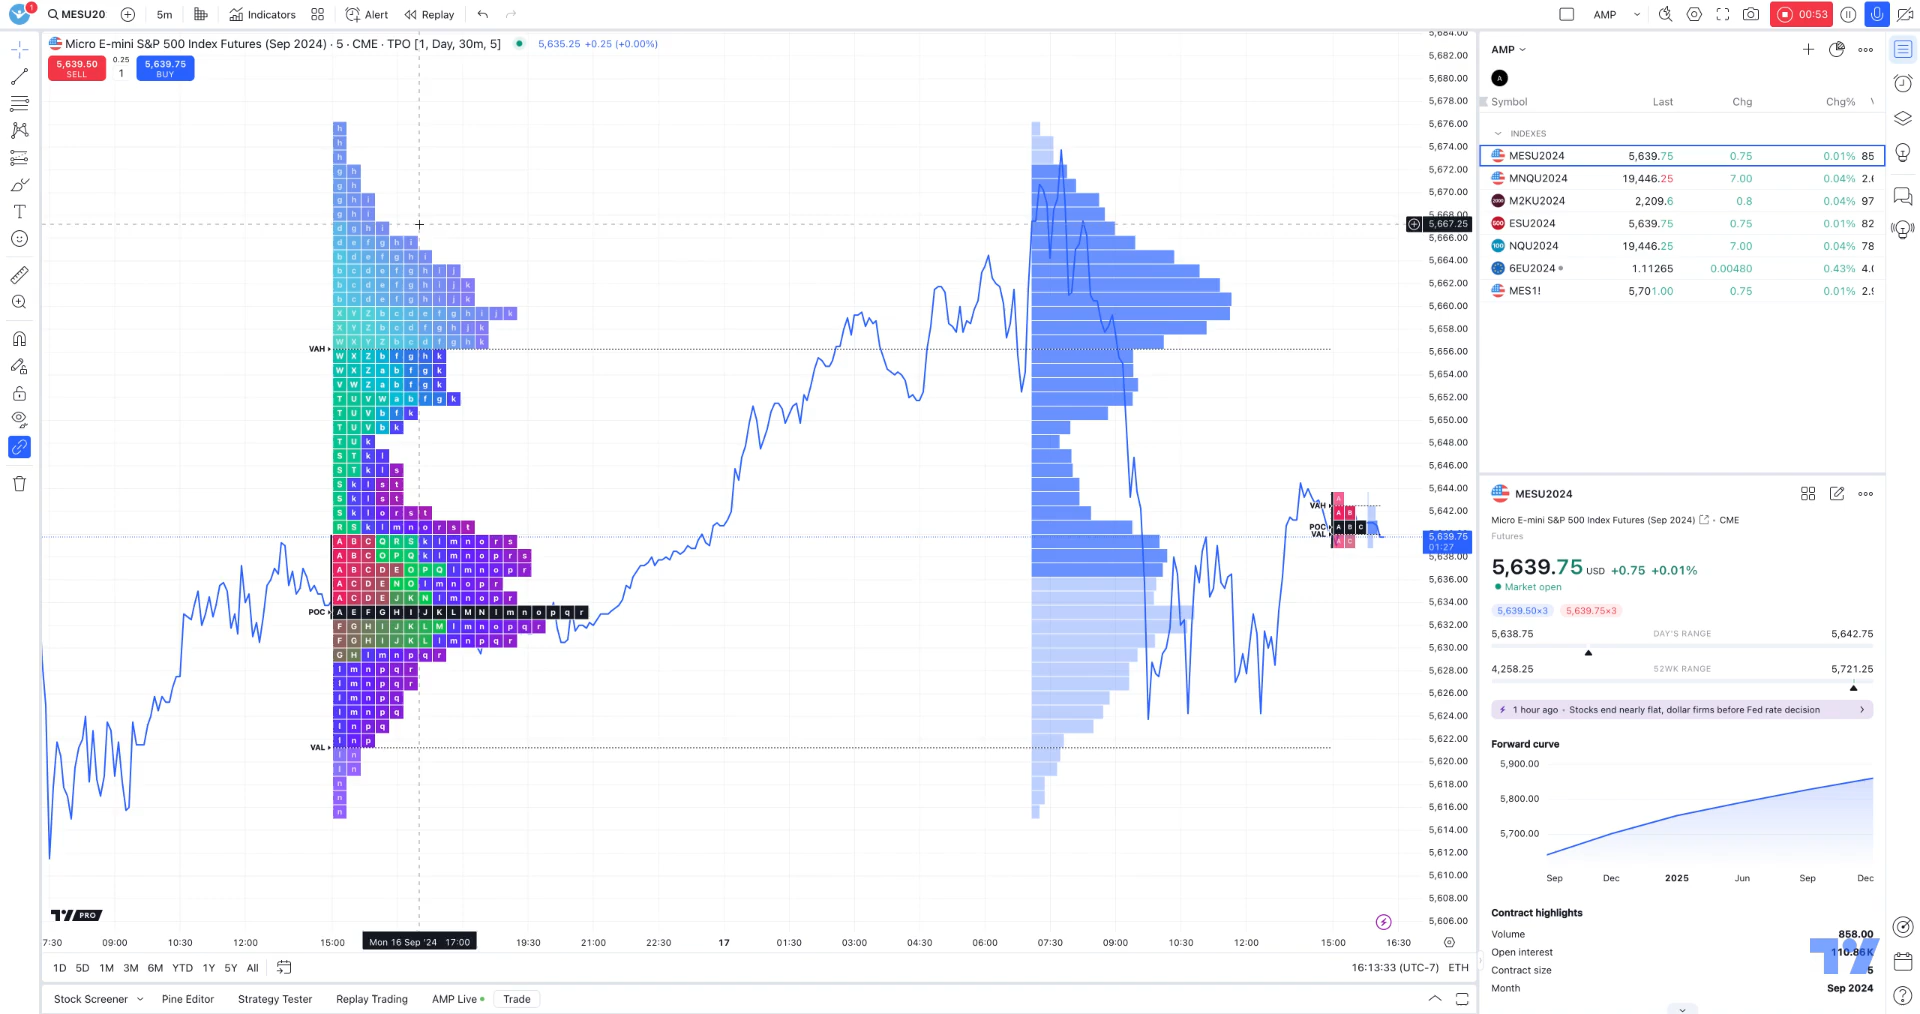 1
MESU20
5m
Indicators
Alert
Replay
AMP
00:53
Micro E-mini S&P 500 Index Futures (Sep 2024) · 5 · CME · TPO [1, Day, 30m, 5]
5,635.25 +0.25 (+0.00%)
5,639.50
SELL
0.25
1
5,639.75
BUY
5,684.00
5,682.00
5,680.00
5,678.00
5,676.00
5,674.00
5,672.00
5,670.00
5,668.00
5,667.25
5,666.00
5,664.00
5,662.00
5,660.00
5,658.00
5,656.00
5,654.00
5,652.00
5,650.00
5,648.00
5,646.00
5,644.00
5,642.00
5,639.75
01:27
5,638.00
5,636.00
5,634.00
5,632.00
5,630.00
5,628.00
5,626.00
5,624.00
5,622.00
5,620.00
5,618.00
5,616.00
5,614.00
5,612.00
5,610.00
5,608.00
5,606.00
h
h
h
g h
g h
g h i
g h i
d g h i
d e f g h i
b d e f g h i
b c d e f g h i j
b c d e f g h i j k
b c d e f g h i j k
X Y Z b c d f g h i j k
X Y Z b c d f g h j k
W X Y Z b c d f g h k
VAH
W X Z b f g h k
W X Z a b f g k
V W Z a b f g k
T U V W a b f g k
T U V b f k
T U V b k
T U k
S T k l
S T k l s
S k l s t
S k l s t
S k l o r s t
R S k l m n o r s t
A B C Q R S k l m n o r s
A B C O P Q k l m n o p r s
A B C D E O P Q l m n o p r
A C D E N O l m n o p r
A C D E J K N l m n o p r
POC
A E F G H I J K L M N l m n o p q r
F G H I J K L M l m n o p q r
F G H I J K L l m n p q r
G H l m n p q r
l m n p q r
l m n p q r
l m n p q
l m n p q
l n p q
l n p
VAL
l n
l n
n
n
n
VAH
POC
VAL
A
A B
A B C
A C
PRO
7:30
09:00
10:30
12:00
15:00
Mon 16 Sep '24 17:00
19:30
21:00
22:30
17
01:30
03:00
04:30
06:00
07:30
09:00
10:30
12:00
15:00
16:30
1D 5D 1M 3M 6M YTD 1Y 5Y All
16:13:33 (UTC-7) ETH
Stock Screener
Pine Editor
Strategy Tester
Replay Trading
AMP Live
Trade
AMP
A
Symbol Last Chg Chg%
INDEXES
MESU2024 5,639.75 0.75 0.01% 85
MNQU2024 19,446.25 7.00 0.04%
M2KU2024 2,209.6 0.8 0.04% 97
ESU2024 5,639.75 0.75 0.01% 82
NQU2024 19,446.25 7.00 0.04% 78
6EU2024 1.11265 0.00480 0.43%
MES1! 5,701.00 0.75 0.01%
MESU2024
Micro E-mini S&P 500 Index Futures (Sep 2024) · CME
Futures
5,639.75 USD +0.75 +0.01%
Market open
5,639.50×3 5,639.75×3
5,638.75 DAY'S RANGE 5,642.75
4,258.25 52WK RANGE 5,721.25
1 hour ago · Stocks end nearly flat, dollar firms before Fed rate decision
Forward curve
5,900.00
5,800.00
5,700.00
Sep Dec 2025 Jun Sep Dec
Contract highlights
Volume 858.00
Open interest 110.86K
Contract size 5
Month Sep 2024